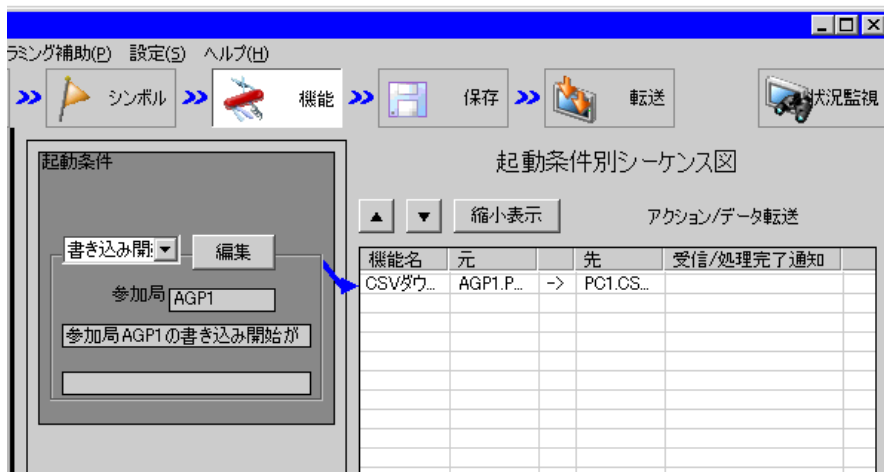 ラミング補助(P) 設定(S) ヘルプ(H)
シンボル 機能 保存 転送 状況監視
起動条件
起動条件別シーケンス図
縮小表示 アクション/データ転送
書き込み開 編集
機能名 元 先 受信/処理完了通知
CSVダウ... AGP1.P... -> PC1.CS...
参加局 AGP1
参加局AGP1の書き込み開始が